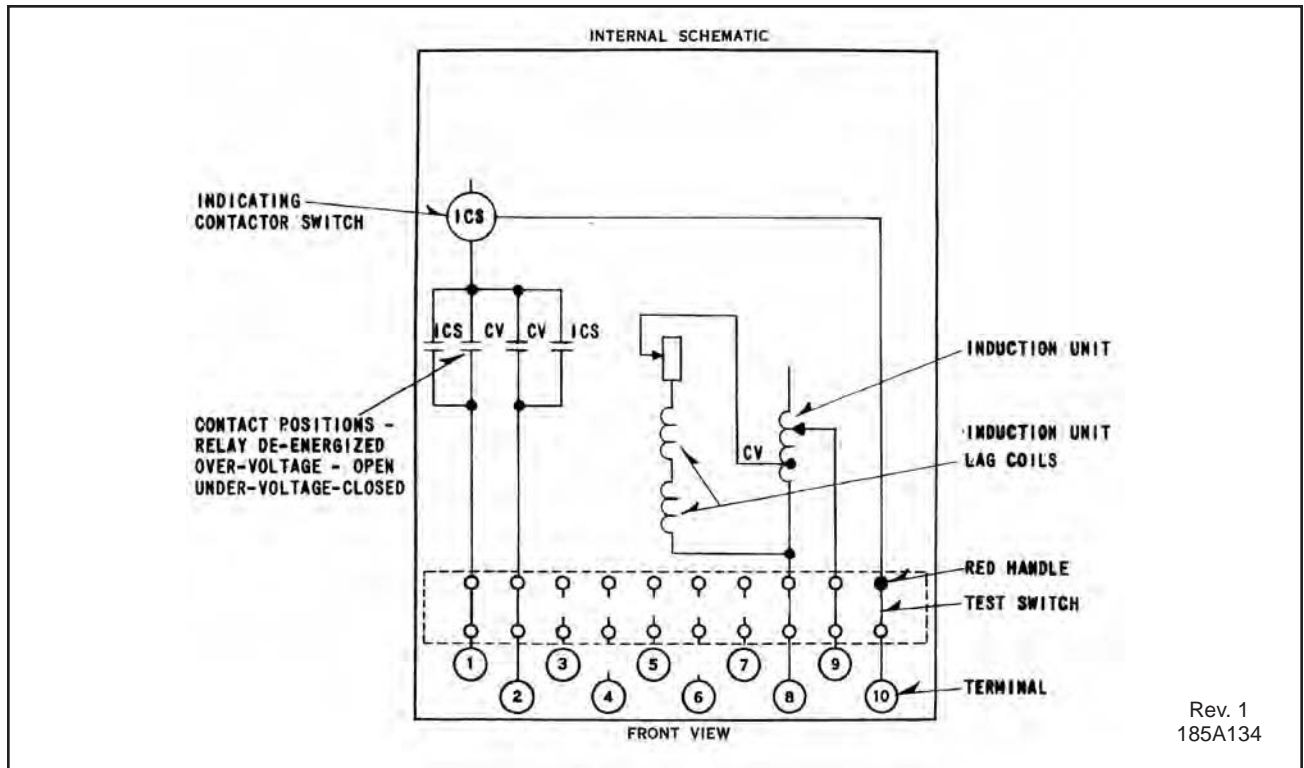 INTERNAL SCHEMATIC
INDICATING
CONTACTOR SWITCH
ICS
ICS
CV
CV
ICS
CONTACT POSITIONS -
RELAY DE-ENERGIZED
OVER-VOLTAGE - OPEN
UNDER-VOLTAGE-CLOSED
INDUCTION UNIT
INDUCTION UNIT
LAG COILS
CV
RED HANDLE
TEST SWITCH
1
3
5
7
9
2
4
6
8
10
TERMINAL
FRONT VIEW
Rev. 1
185A134